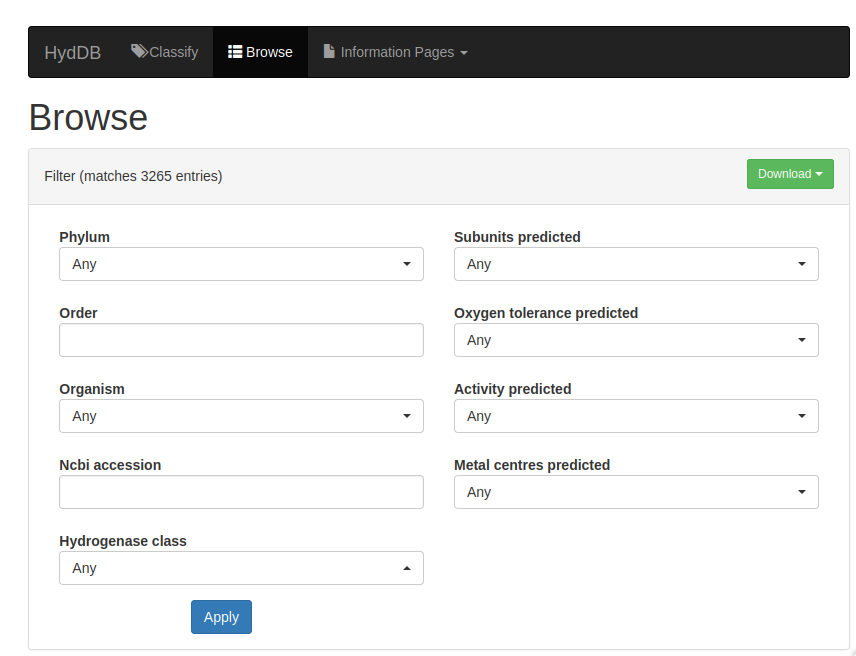 HydDB Classify Browse Information Pages
Browse
Filter (matches 3265 entries) Download
Phylum
Any
Order
Organism
Any
Ncbi accession
Hydrogenase class
Any
Subunits predicted
Any
Oxygen tolerance predicted
Any
Activity predicted
Any
Metal centres predicted
Any
Apply